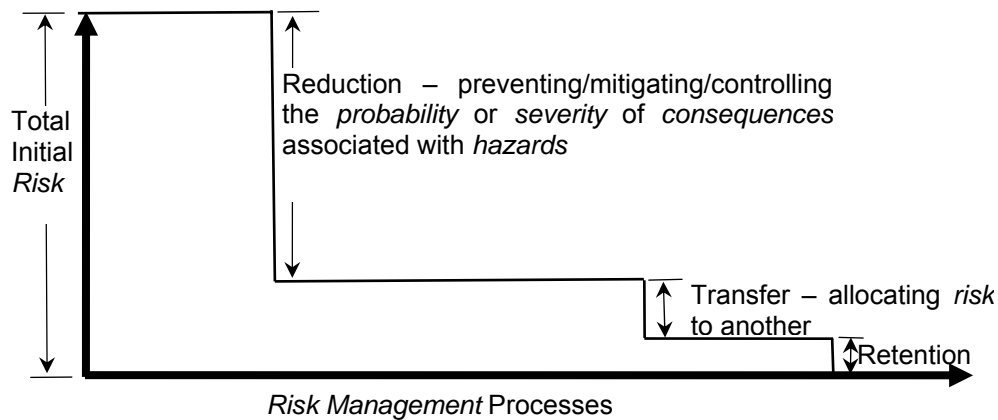 Total
Initial
Risk
Reduction – preventing/mitigating/controlling
the probability or severity of consequences
associated with hazards
Transfer – allocating risk
to another
Retention
Risk Management Processes